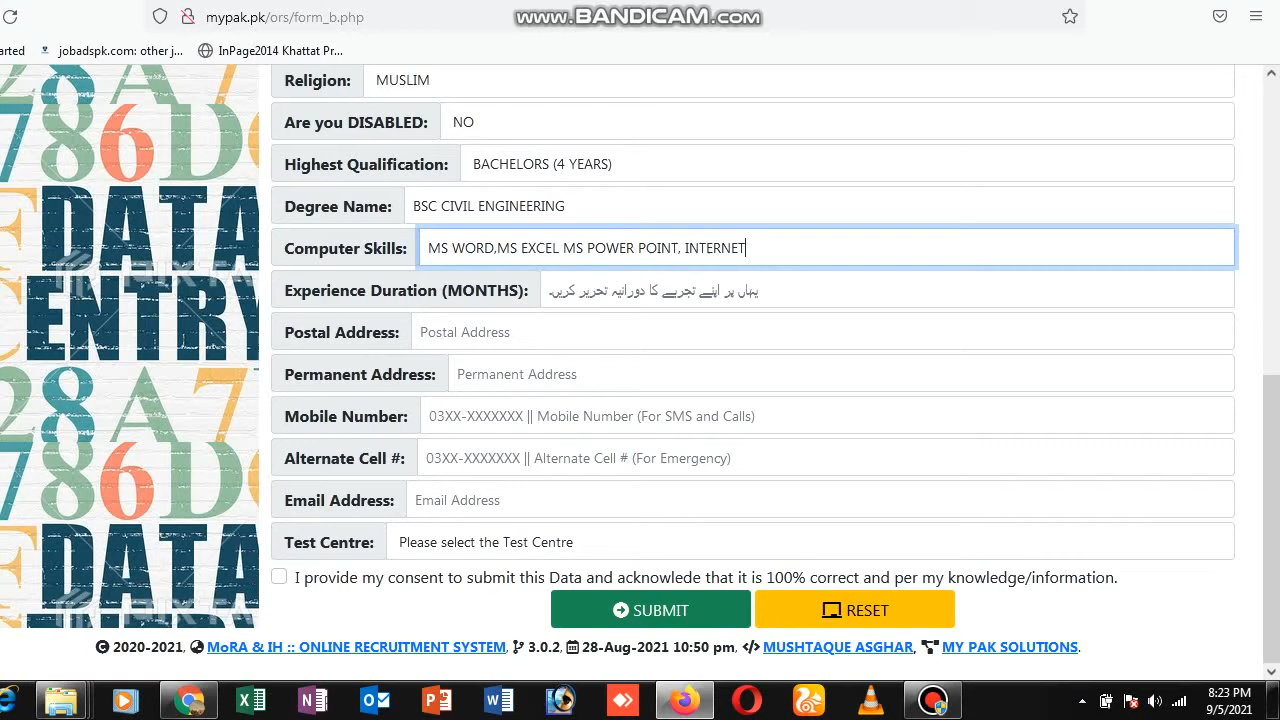 mypak.pk/ors/form_b.php
www.BANDICAM.com
arted
jobadspk.com: other j...
InPage2014 Khattat Pr...
Religion: MUSLIM
Are you DISABLED: NO
Highest Qualification: BACHELORS (4 YEARS)
Degree Name: BSC CIVIL ENGINEERING
Computer Skills: MS WORD,MS EXCEL MS POWER POINT, INTERNET
Experience Duration (MONTHS): یہاں پر اپنے تجربے کا دورانیہ تحریر کریں۔
Postal Address: Postal Address
Permanent Address: Permanent Address
Mobile Number: 03XX-XXXXXXX || Mobile Number (For SMS and Calls)
Alternate Cell #: 03XX-XXXXXXX || Alternate Cell # (For Emergency)
Email Address: Email Address
Test Centre: Please select the Test Centre
I provide my consent to submit this Data and acknowlede that it is 100% correct and per my knowledge/information.
SUBMIT
RESET
2020-2021, MoRA & IH :: ONLINE RECRUITMENT SYSTEM, 3.0.2, 28-Aug-2021 10:50 pm, MUSHTAQUE ASGHAR, MY PAK SOLUTIONS.
DATA
ENTRY
DATA
8:23 PM
9/5/2021